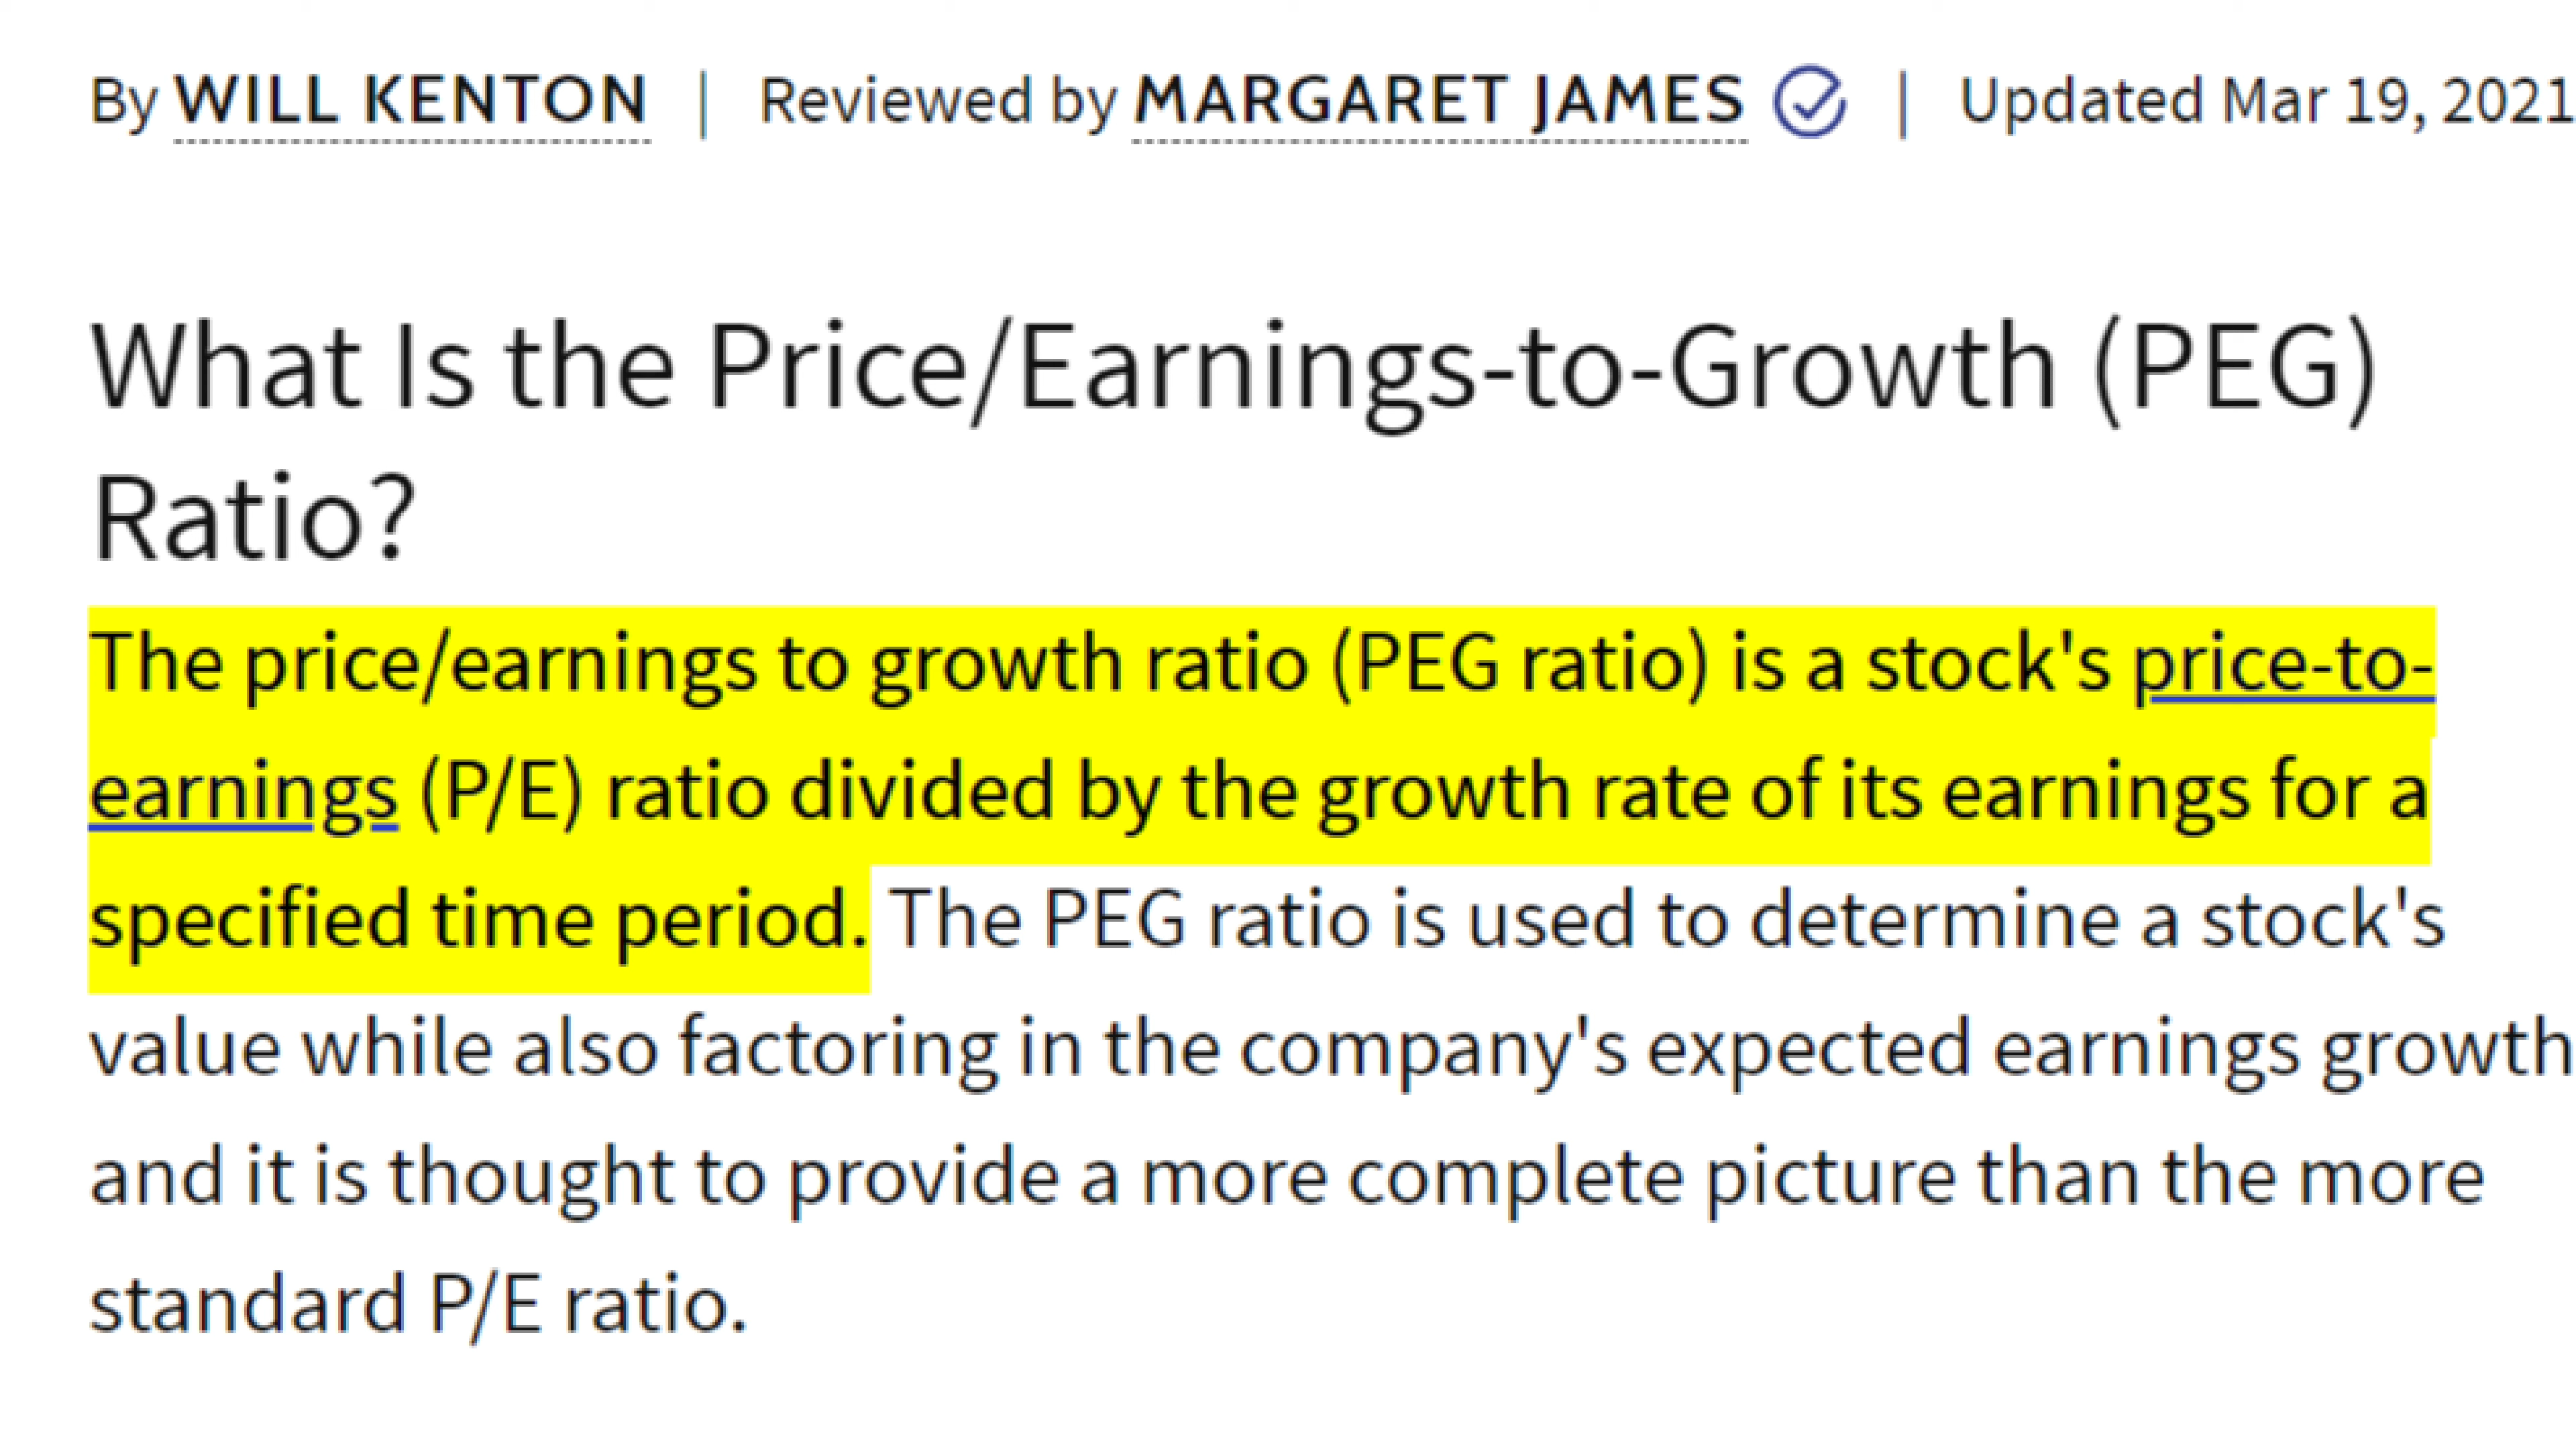 By WILL KENTON | Reviewed by MARGARET JAMES | Updated Mar 19, 2021
What Is the Price/Earnings-to-Growth (PEG)
Ratio?
The price/earnings to growth ratio (PEG ratio) is a stock's price-to-
earnings (P/E) ratio divided by the growth rate of its earnings for a
specified time period. The PEG ratio is used to determine a stock's
value while also factoring in the company's expected earnings growth
and it is thought to provide a more complete picture than the more
standard P/E ratio.